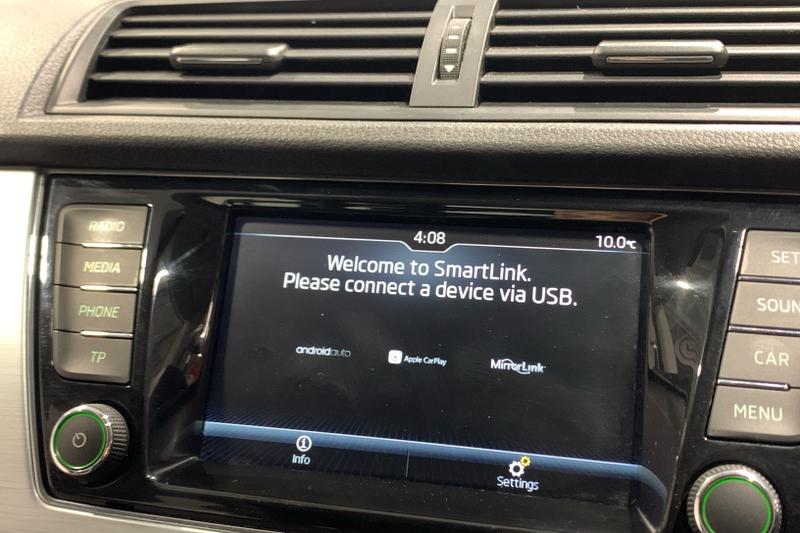 RADIO
MEDIA
PHONE
TP
4:08
10.0℃
Welcome to SmartLink.
Please connect a device via USB.
androidauto
Apple CarPlay
MirrorLink
Info
Settings
SET
SOUN
CAR
MENU